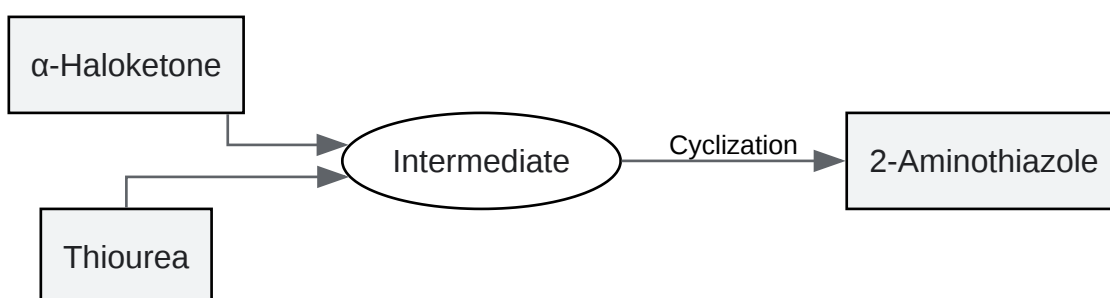 α-Haloketone
Intermediate
Cyclization
2-Aminothiazole
Thiourea